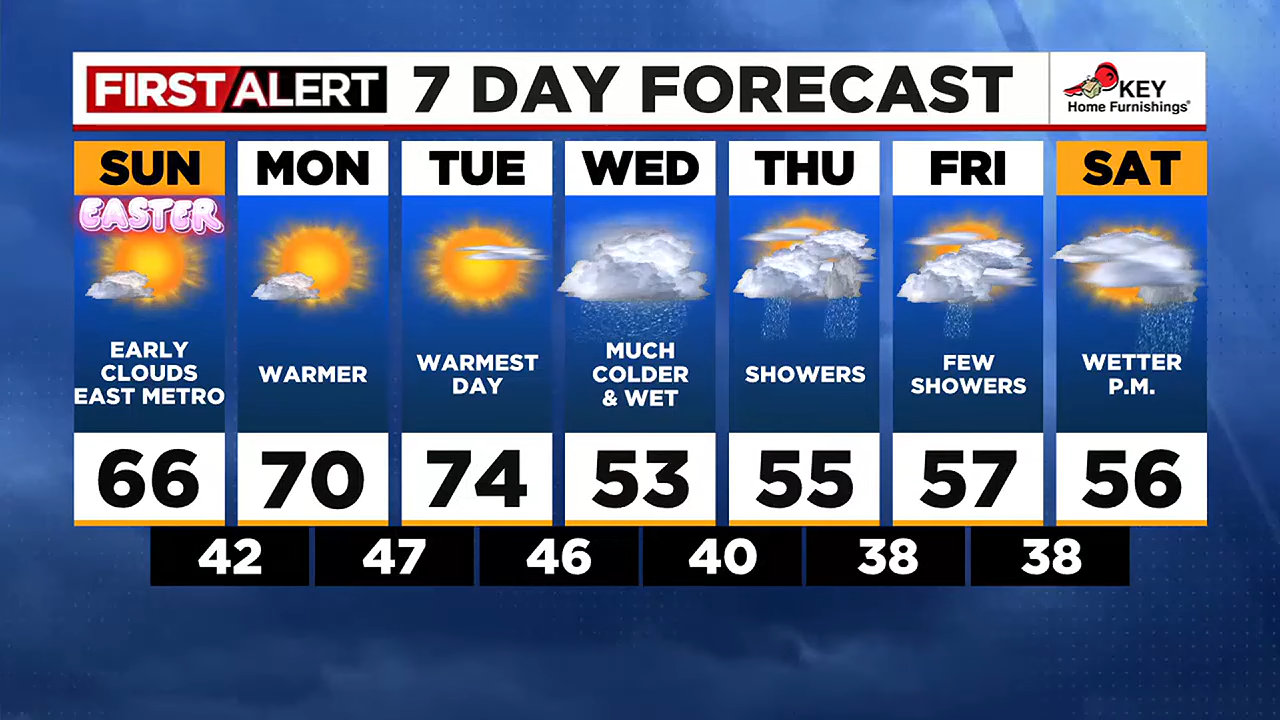 FIRST ALERT 7 DAY FORECAST
KEY
Home Furnishings®
SUN
EASTER
EARLY
CLOUDS
EAST METRO
66
MON
WARMER
70
TUE
WARMEST
DAY
74
WED
MUCH
COLDER
& WET
53
THU
SHOWERS
55
FRI
FEW
SHOWERS
57
SAT
WETTER
P.M.
56
42
47
46
40
38
38